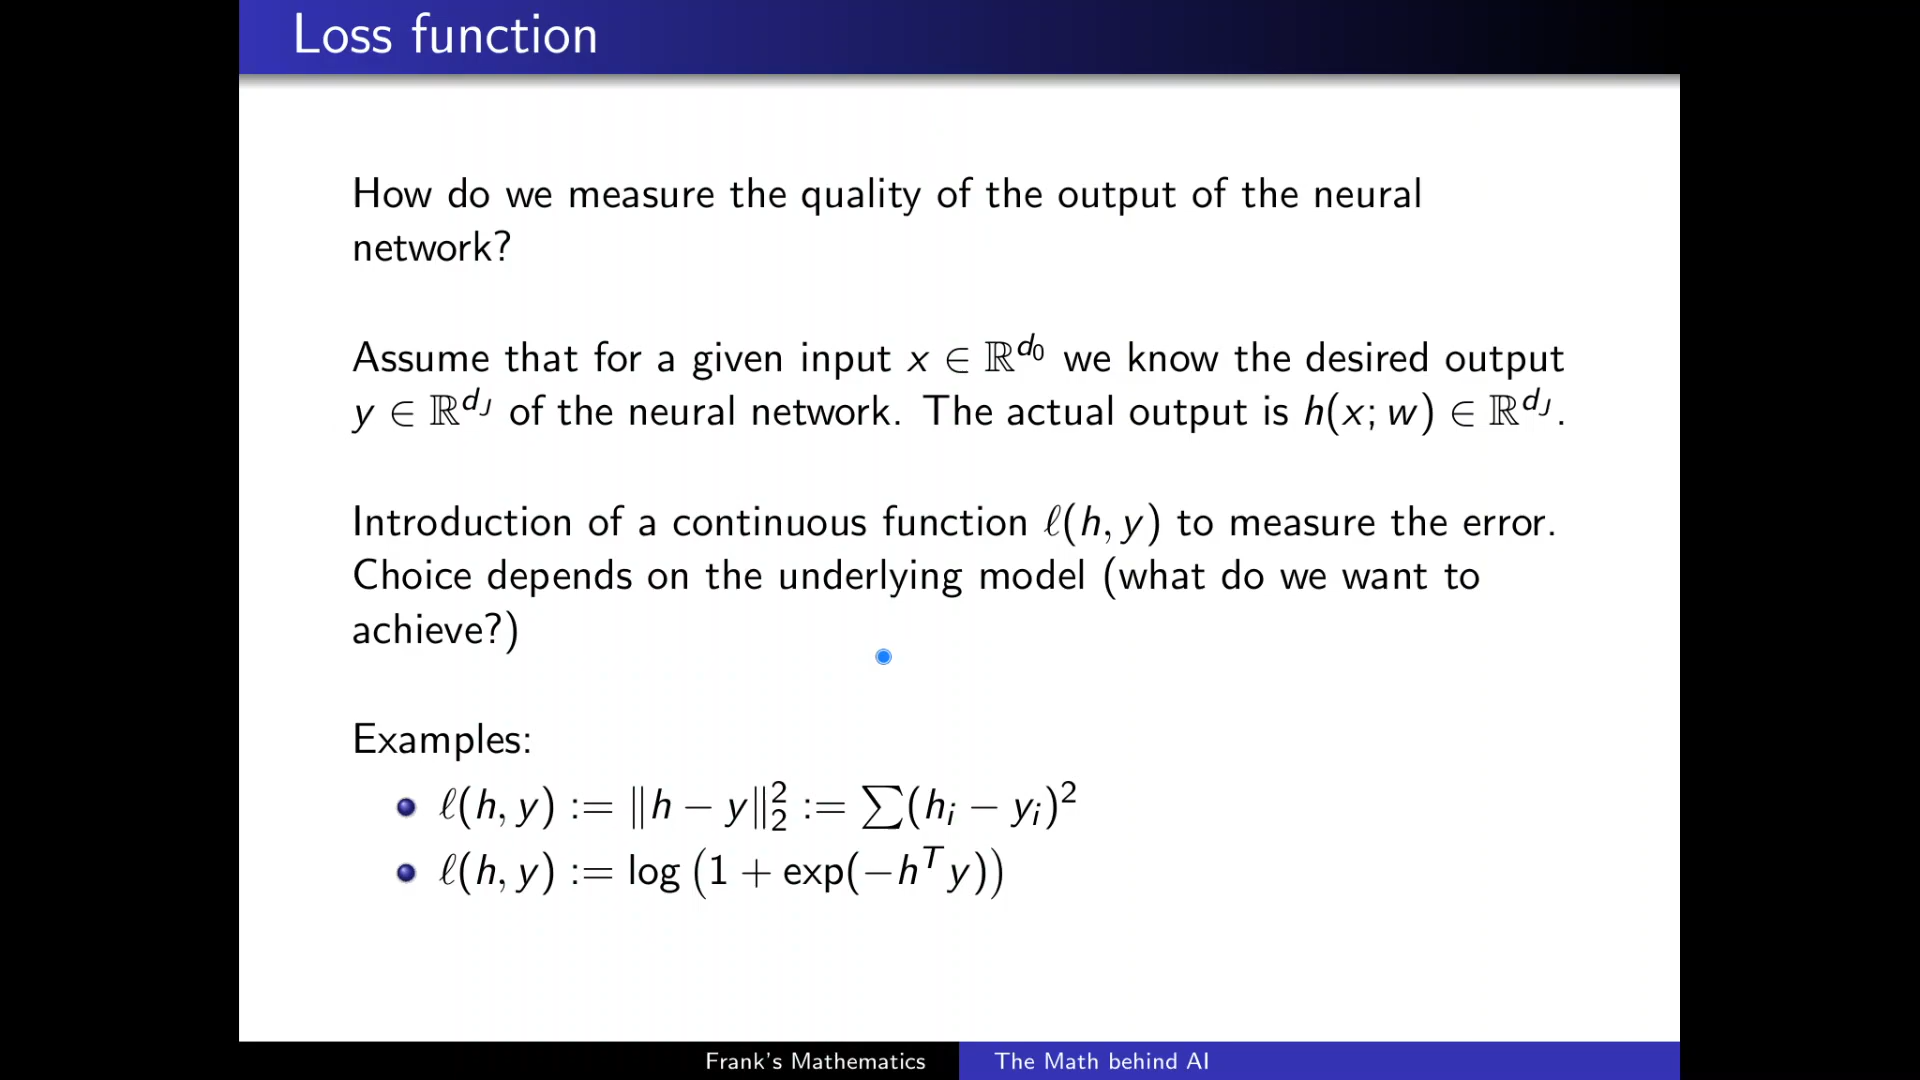 Loss function
How do we measure the quality of the output of the neural
network?
Assume that for a given input x ∈ ℝ^{d_0} we know the desired output
y ∈ ℝ^{d_J} of the neural network. The actual output is h(x; w) ∈ ℝ^{d_J}.
Introduction of a continuous function ℓ(h, y) to measure the error.
Choice depends on the underlying model (what do we want to
achieve?)
Examples:
ℓ(h, y) := ‖h − y‖₂² := ∑(h_i − y_i)²
ℓ(h, y) := log (1 + exp(−h^T y))
Frank's Mathematics The Math behind AI